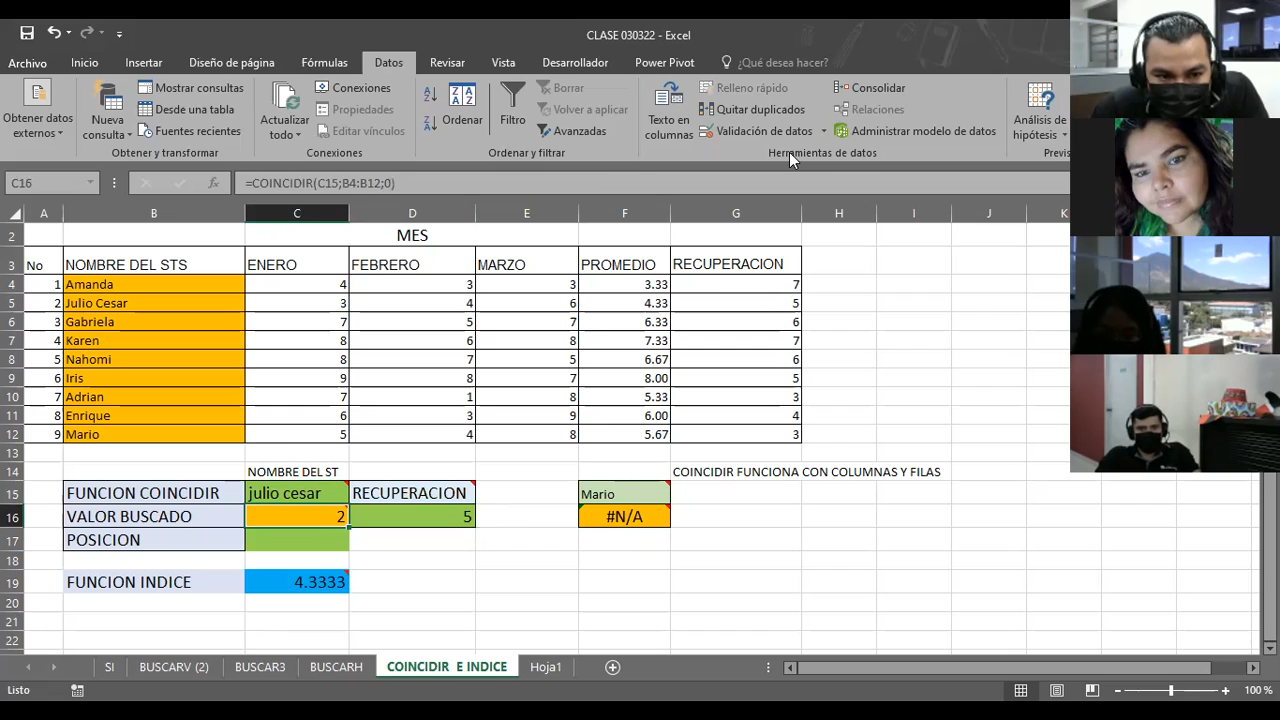 CLASE 030322 - Excel
Archivo Inicio Insertar Diseño de página Fórmulas Datos Revisar Vista Desarrollador Power Pivot ¿Qué desea hacer?
Obtener datos externos
Nueva consulta
Mostrar consultas
Desde una tabla
Fuentes recientes
Obtener y transformar
Actualizar todo
Conexiones
Propiedades
Editar vínculos
Conexiones
Ordenar
Filtro
Borrar
Volver a aplicar
Avanzadas
Ordenar y filtrar
Texto en columnas
Relleno rápido
Quitar duplicados
Validación de datos
Consolidar
Relaciones
Administrar modelo de datos
Herramientas de datos
Análisis de hipótesis
Previs
C16 fx =COINCIDIR(C15;B4:B12;0)
A B C D E F G H I J K
2 MES
3 No NOMBRE DEL STS ENERO FEBRERO MARZO PROMEDIO RECUPERACION
4 1 Amanda 4 3 3 3.33 7
5 2 Julio Cesar 3 4 6 4.33 5
6 3 Gabriela 7 5 7 6.33 6
7 4 Karen 8 6 8 7.33 7
8 5 Nahomi 8 7 5 6.67 6
9 6 Iris 9 8 7 8.00 5
10 7 Adrian 7 1 8 5.33 3
11 8 Enrique 6 3 9 6.00 4
12 9 Mario 5 4 8 5.67 3
13
14 NOMBRE DEL ST COINCIDIR FUNCIONA CON COLUMNAS Y FILAS
15 FUNCION COINCIDIR julio cesar RECUPERACION Mario
16 VALOR BUSCADO 2 5 #N/A
17 POSICION
18
19 FUNCION INDICE 4.3333
20
21
22
SI BUSCARV (2) BUSCAR3 BUSCARH COINCIDIR E INDICE Hoja1
Listo 100 %